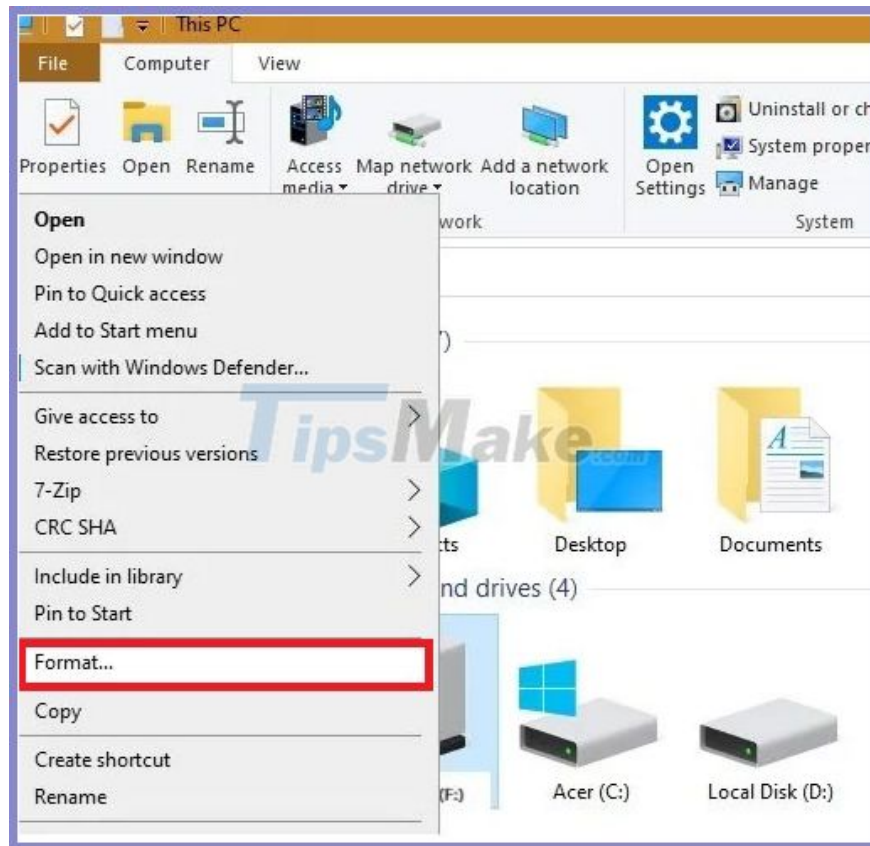 This PC
File Computer View
Properties Open Rename
Access media
Map network drive
Add a network location
Open Settings
Uninstall or ch
System proper
Manage
work
System
Open
Open in new window
Pin to Quick access
Add to Start menu
Scan with Windows Defender...
Give access to
Restore previous versions
7-Zip
CRC SHA
Include in library
Pin to Start
Format...
Copy
Create shortcut
Rename
7)
TipsMake.com
cts
Desktop
Documents
nd drives (4)
(F:)
Acer (C:)
Local Disk (D:)